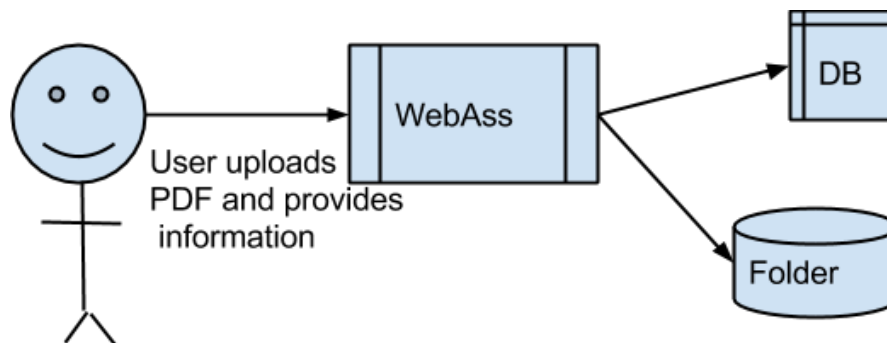 User uploads
PDF and provides
information
WebAss
DB
Folder